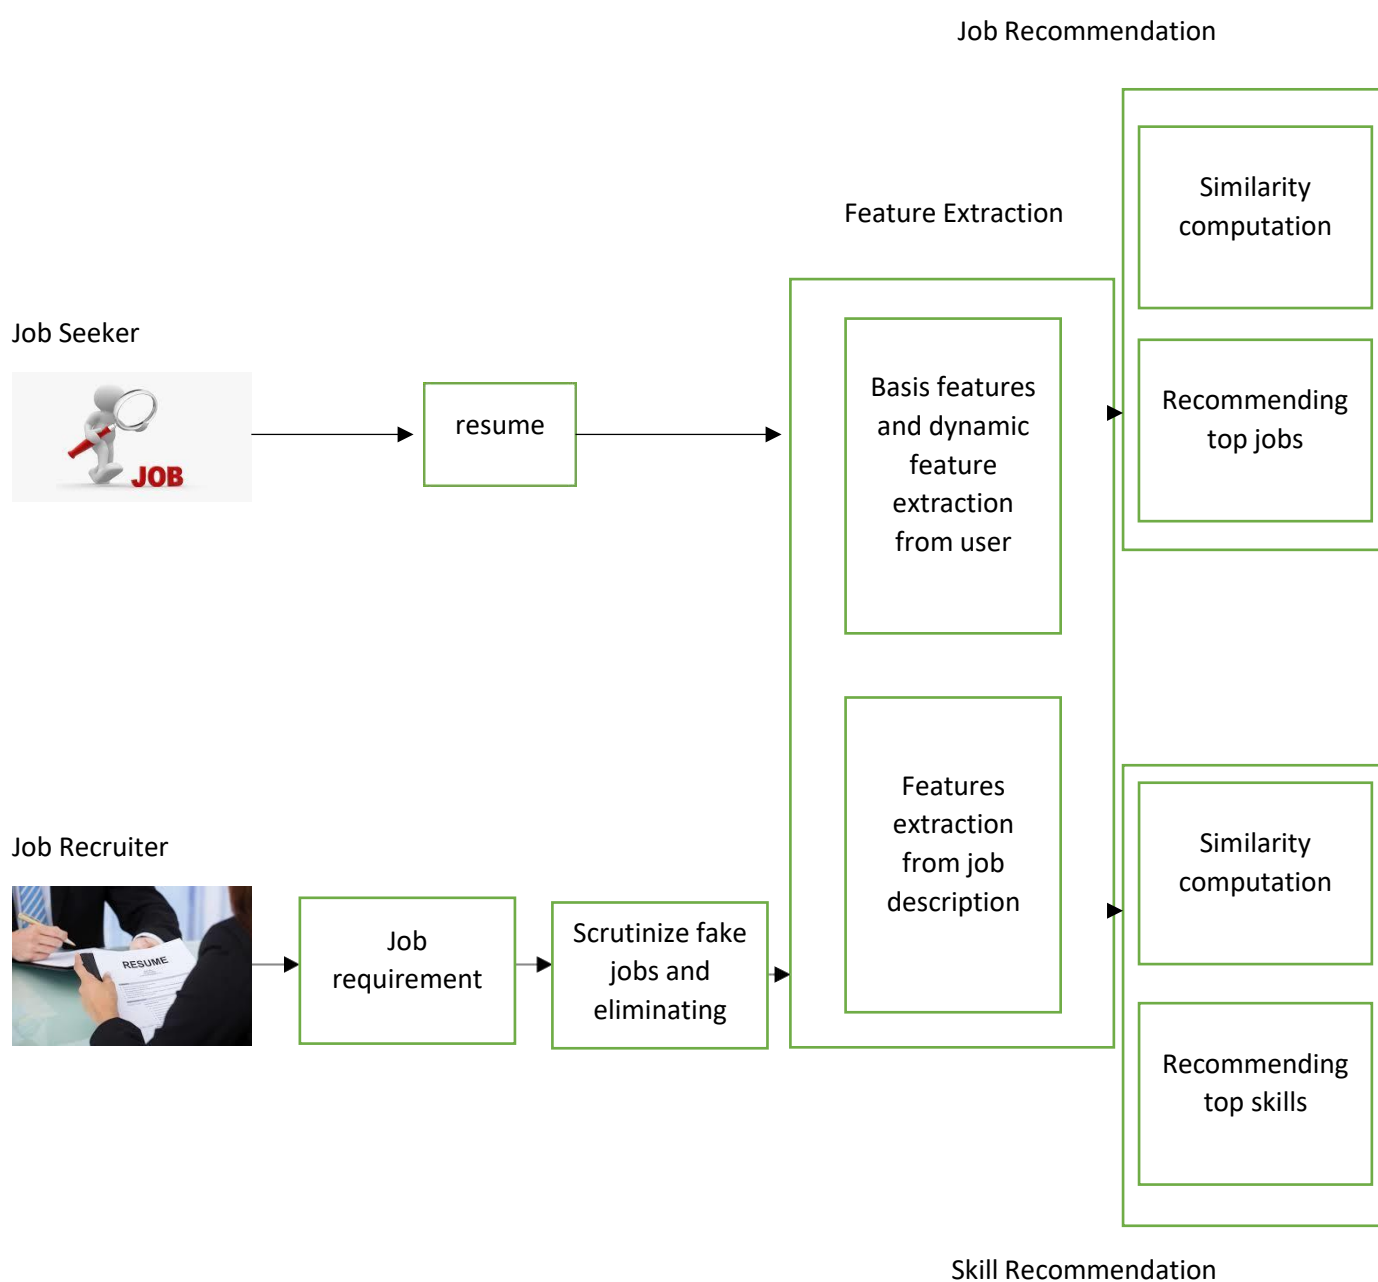 Job Recommendation
Similarity
computation
Feature Extraction
Job Seeker
JOB
resume
Basis features
and dynamic
feature
extraction
from user
Recommending
top jobs
Features
extraction
from job
description
Similarity
computation
Job Recruiter
RESUME
Job
requirement
Scrutinize fake
jobs and
eliminating
Recommending
top skills
Skill Recommendation